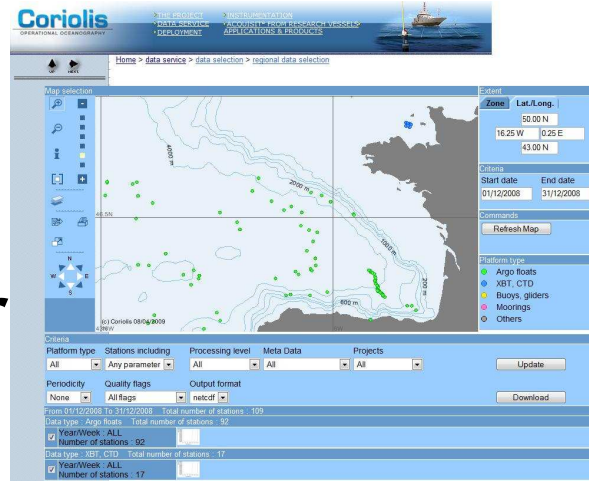 Coriolis
OPERATIONAL OCEANOGRAPHY
THE PROJECT
INSTRUMENTATION
DATA SERVICE
ACQUISIT° FROM RESEARCH VESSELS
DEPLOYMENT
APPLICATIONS & PRODUCTS
UP NEXT
Home > data service > data selection > regional data selection
Map selection
4000 m
2000 m
1000 m
200 m
600 m
46.5N
N
W E
S
(c) Coriolis 08/04/2009
Extent
Zone Lat./Long.
50.00 N
16.25 W 0.25 E
43.00 N
Criteria
Start date End date
01/12/2008 31/12/2008
Commands
Refresh Map
Platform type
Argo floats
XBT, CTD
Buoys, gliders
Moorings
Others
Criteria
Platform type Stations including Processing level Meta Data Projects
All Any parameter All All All Update
Periodicity Quality flags Output format
None All flags netcdf Download
From 01/12/2008 To 31/12/2008 Total number of stations : 109
Data type : Argo floats Total number of stations : 92
Year/Week : ALL
Number of stations : 92
Data type : XBT, CTD Total number of stations : 17
Year/Week : ALL
Number of stations : 17